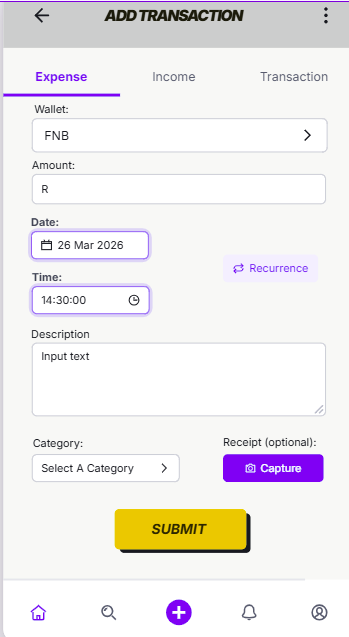 ADD TRANSACTION
Expense Income Transaction
Wallet:
FNB
Amount:
R
Date:
26 Mar 2026
Recurrence
Time:
14:30:00
Description
Input text
Category: Receipt (optional):
Select A Category Capture
SUBMIT